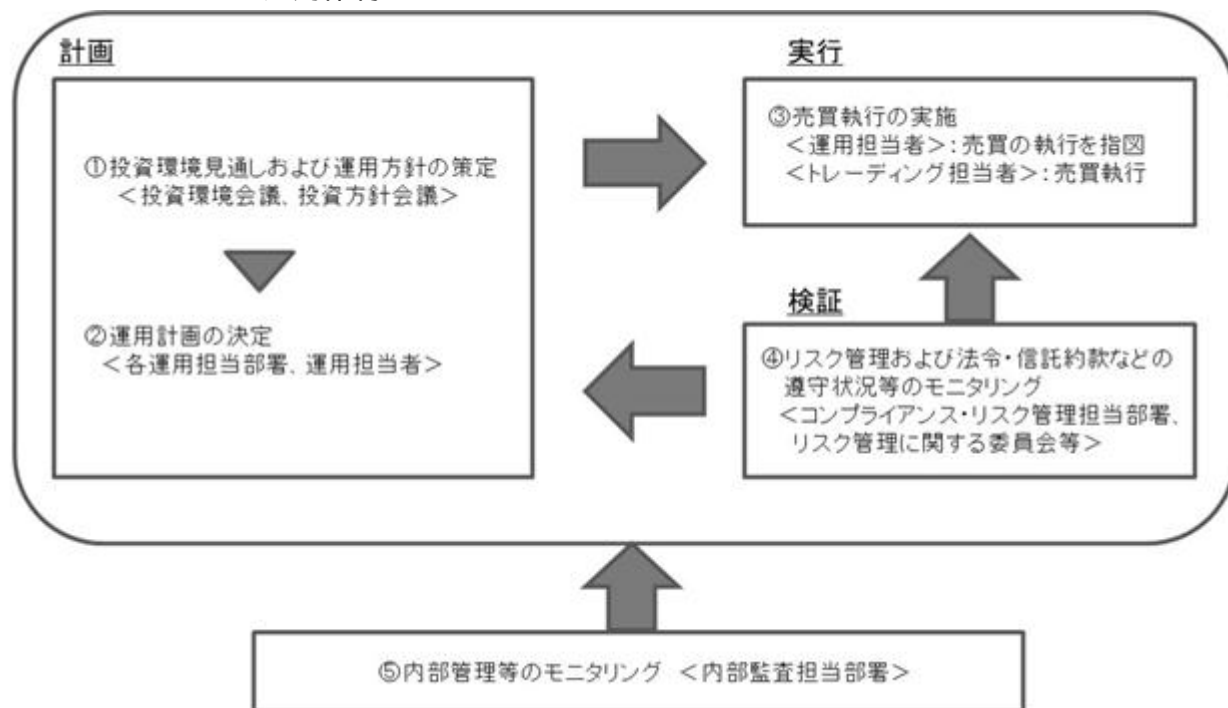 計画
①投資環境見通しおよび運用方針の策定
＜投資環境会議、投資方針会議＞
②運用計画の決定
＜各運用担当部署、運用担当者＞
実行
③売買執行の実施
＜運用担当者＞:売買の執行を指図
＜トレーディング担当者＞:売買執行
検証
④リスク管理および法令・信託約款などの
遵守状況等のモニタリング
＜コンプライアンス・リスク管理担当部署、
リスク管理に関する委員会等＞
⑤内部管理等のモニタリング ＜内部監査担当部署＞